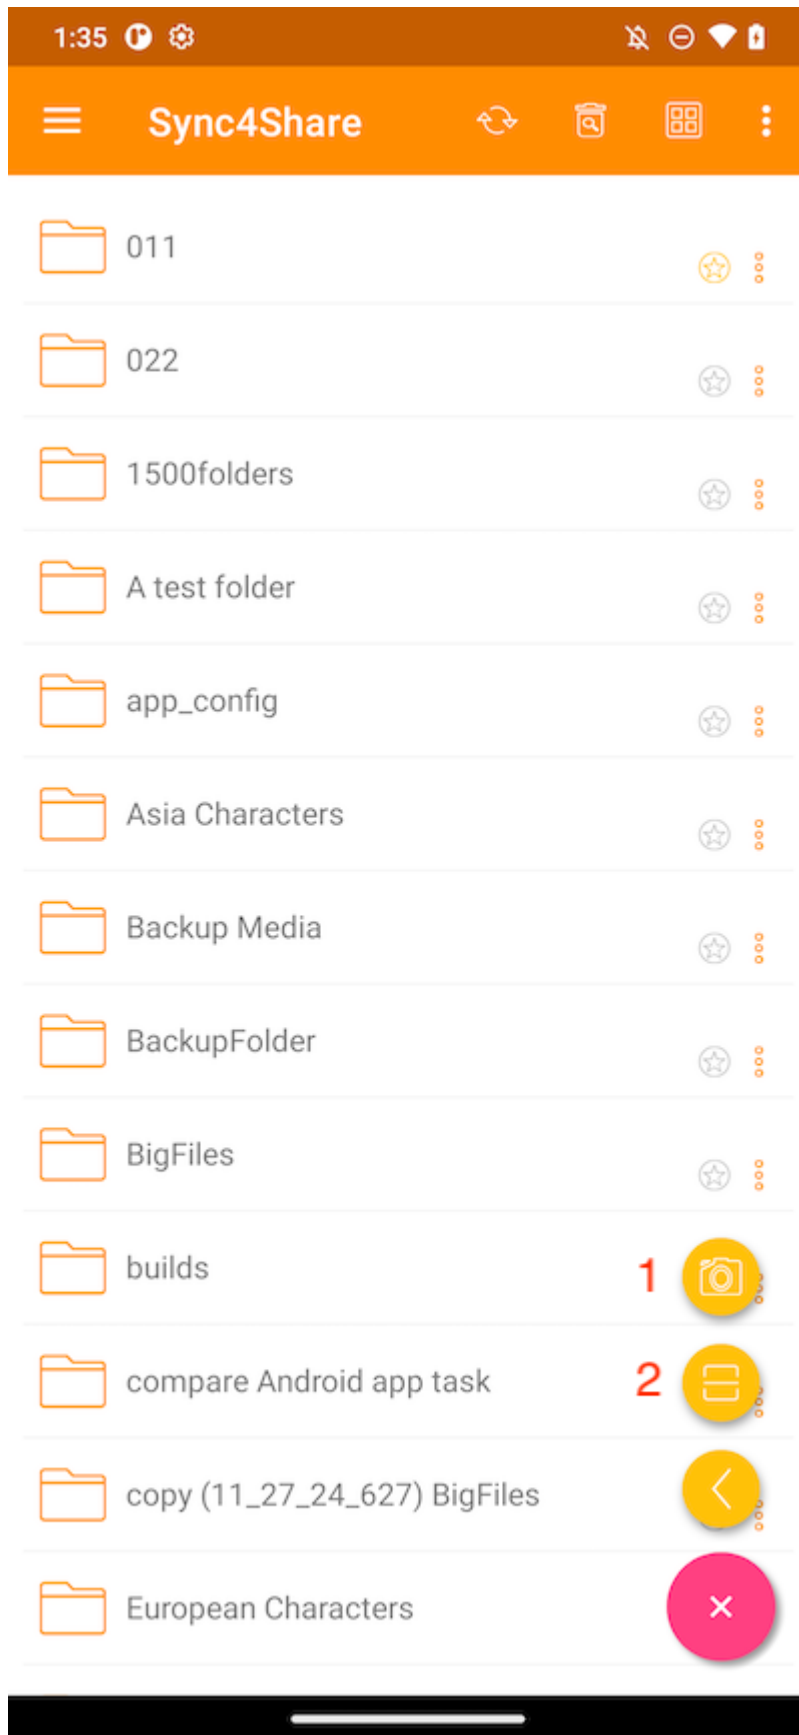 1:35
Sync4Share
011
022
1500folders
A test folder
app_config
Asia Characters
Backup Media
BackupFolder
BigFiles
builds
1
compare Android app task
2
copy (11_27_24_627) BigFiles
European Characters